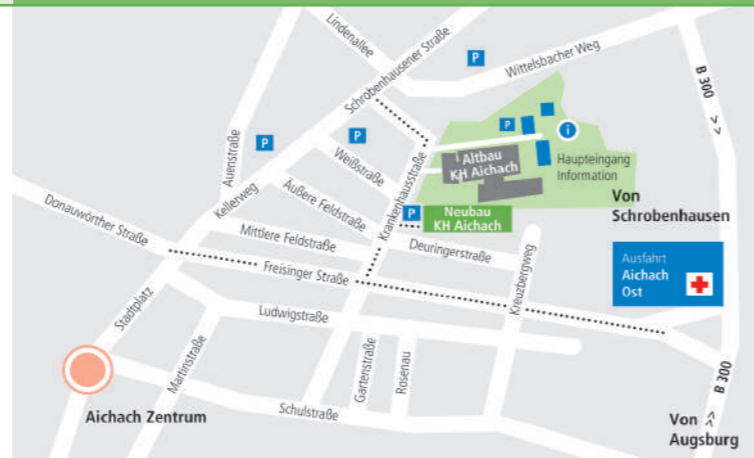 Lindenallee
Schrobenhausener Straße
P
Wittelsbacher Weg
B 300
>>
P
P
P
i
Auenstraße
Weißstraße
Krankenhausstraße
Altbau
KH Aichach
Haupteingang
Information
Kellerweg
Äußere Feldstraße
Von
Schrobenhausen
Donauwörther Straße
P
Neubau
KH Aichach
Mittlere Feldstraße
Deuringerstraße
Kreuzbergweg
Ausfahrt
Aichach
Ost
Freisinger Straße
Stadtplatz
Ludwigstraße
Martinstraße
Gartenstraße
Rosenau
B 300
>>
Aichach Zentrum
Schulstraße
Von
Augsburg